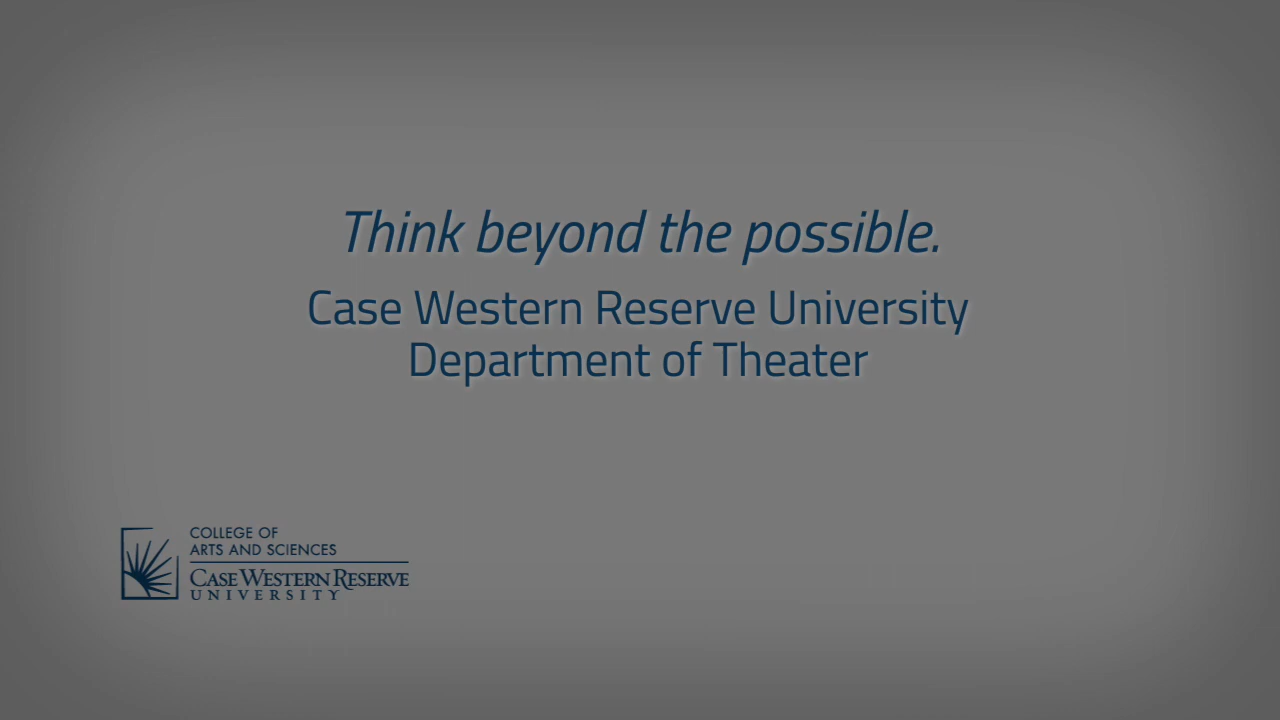 Think beyond the possible.
Case Western Reserve University
Department of Theater
COLLEGE OF
ARTS AND SCIENCES
CASE WESTERN RESERVE
UNIVERSITY